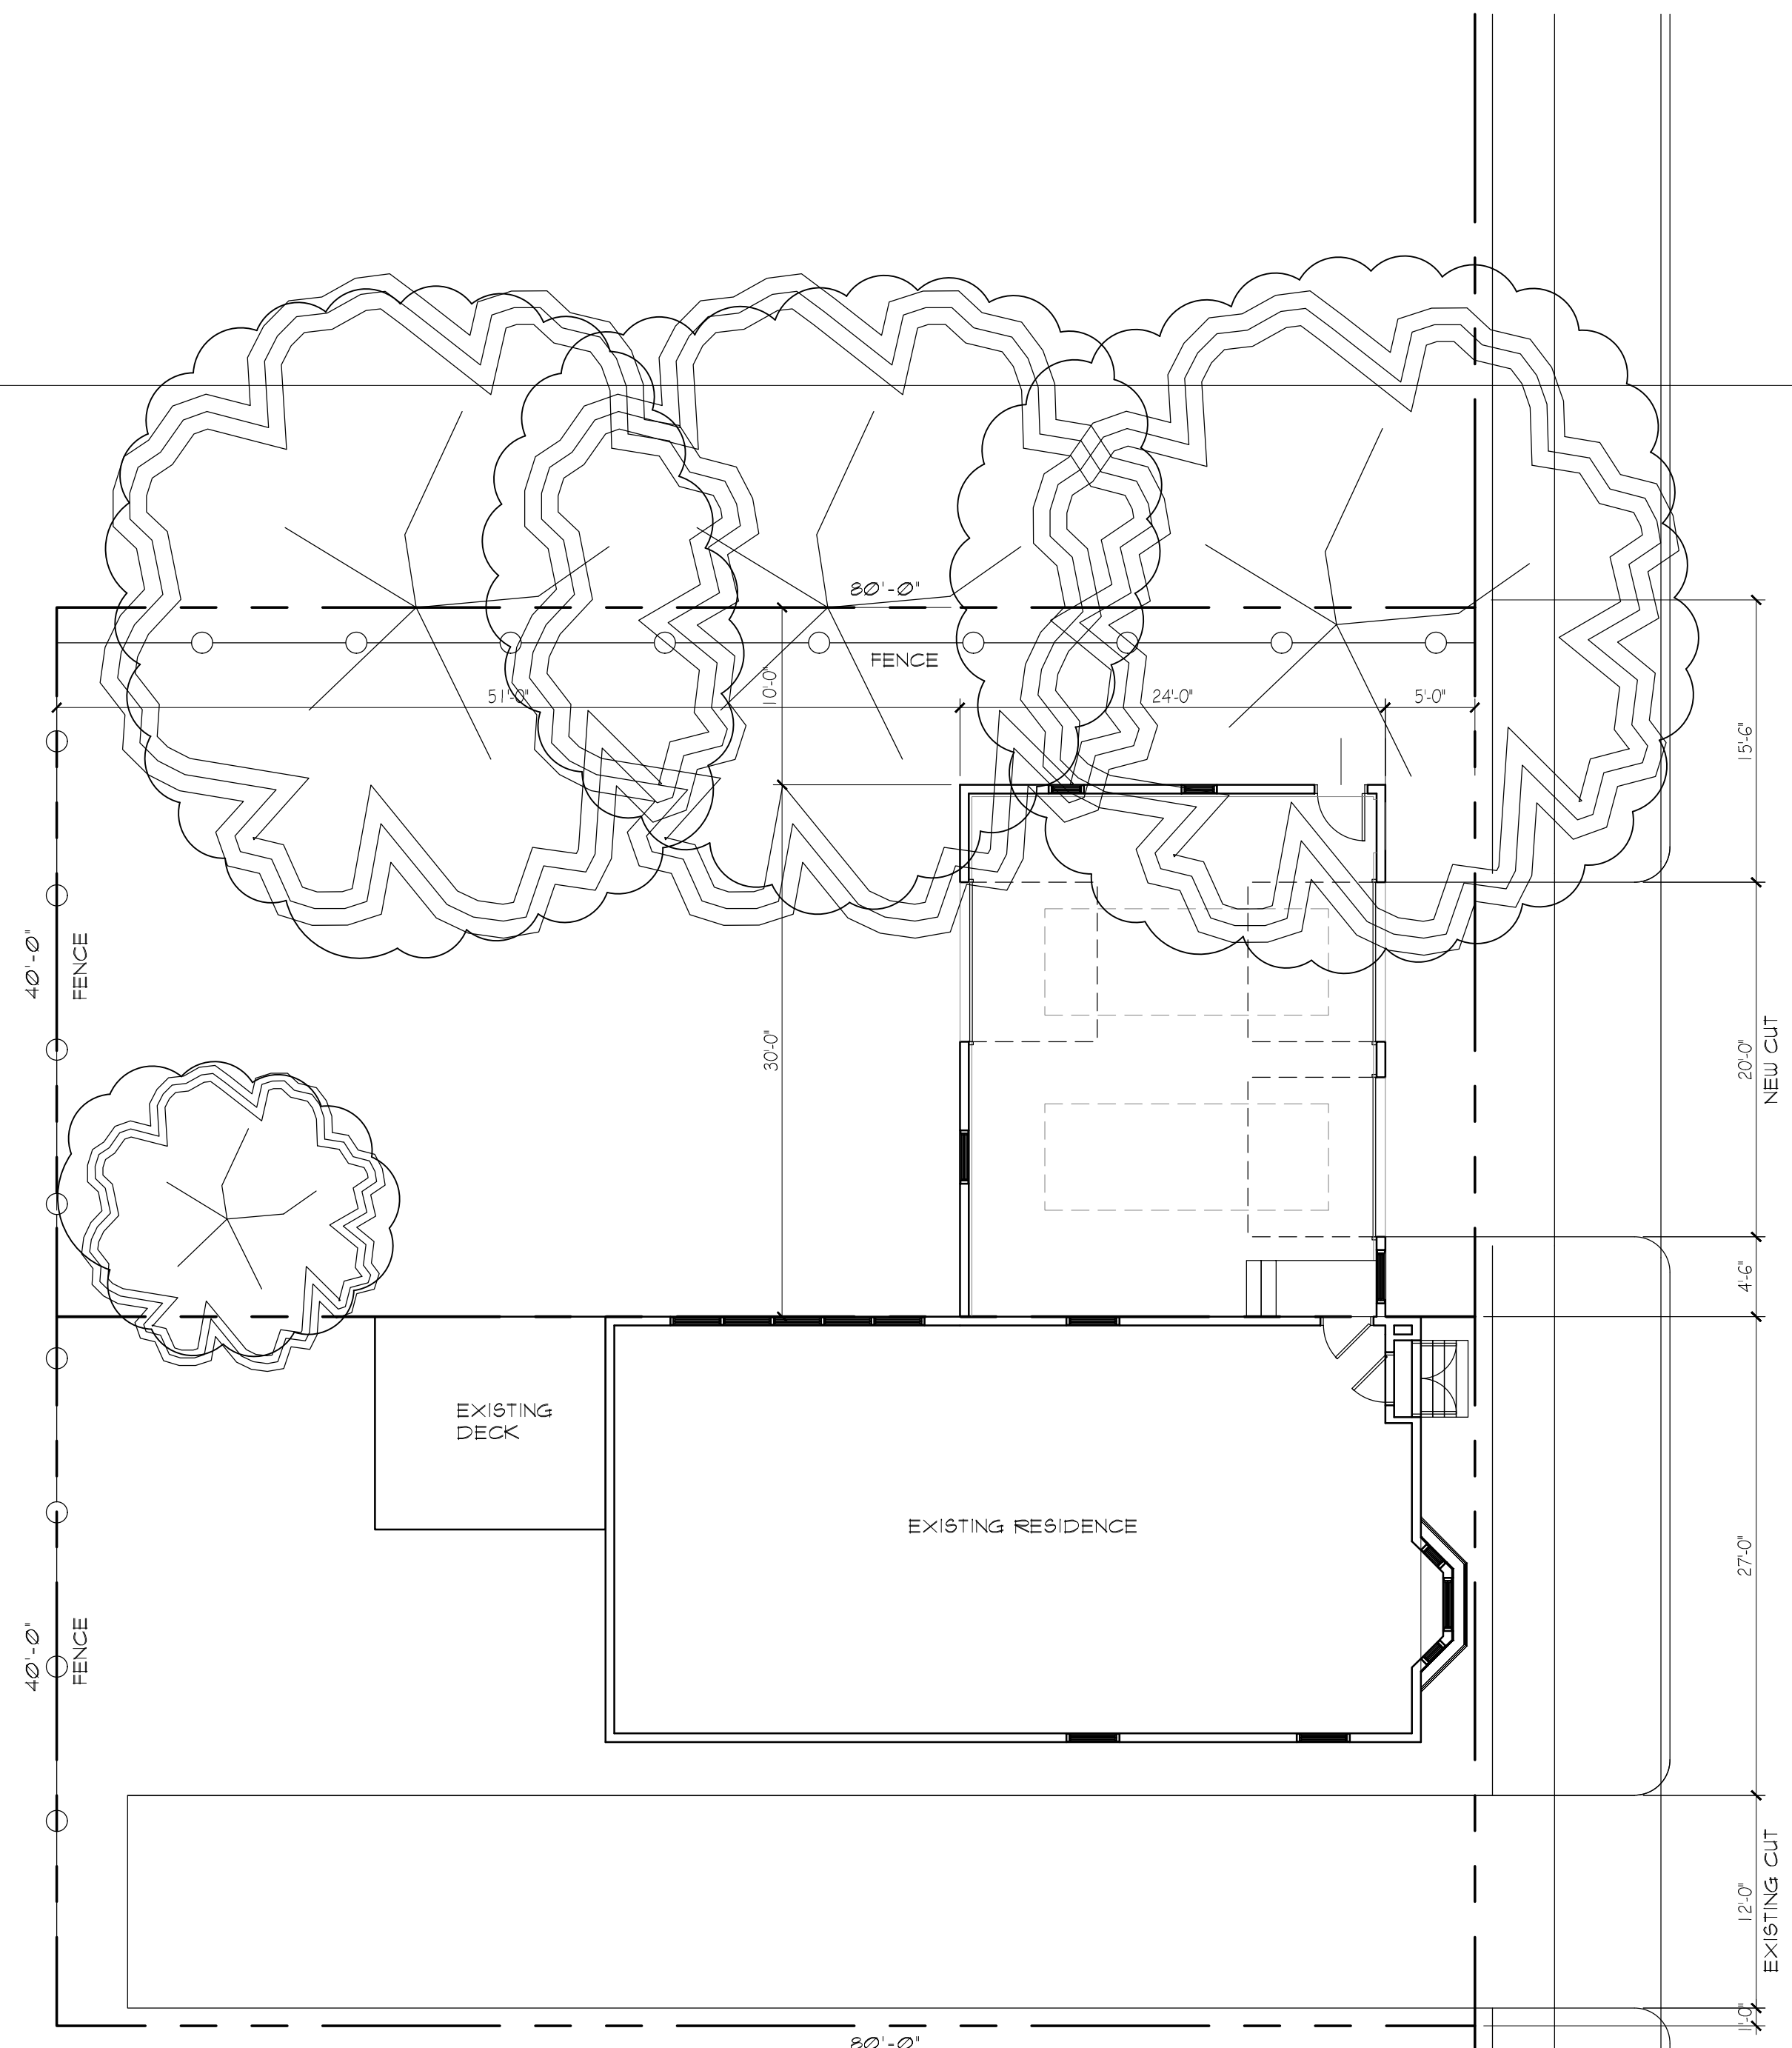 80'-0"
FENCE
10'-0"
51'-0"
24'-0"
5'-0"
15'-6"
40'-0"
FENCE
30'-0"
20'-0"
NEW CUT
4'-6"
EXISTING
DECK
EXISTING RESIDENCE
27'-0"
40'-0"
FENCE
12'-0"
EXISTING CUT
1'-0"
80'-0"